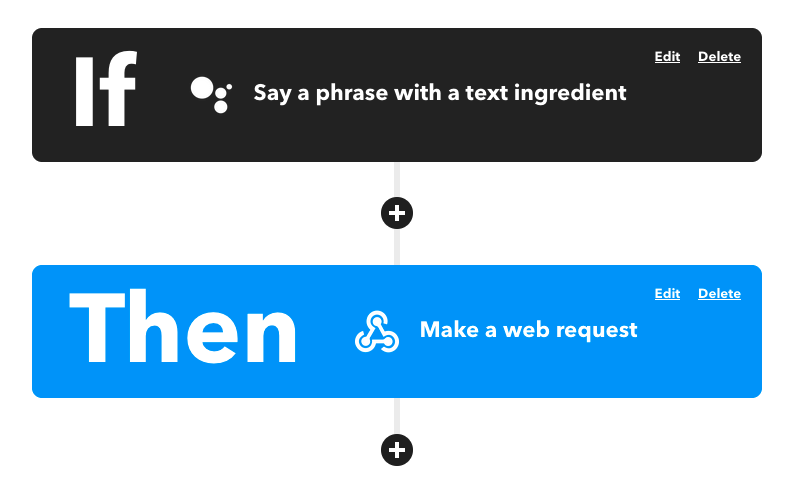 If
Say a phrase with a text ingredient
Edit Delete
Then
Make a web request
Edit Delete